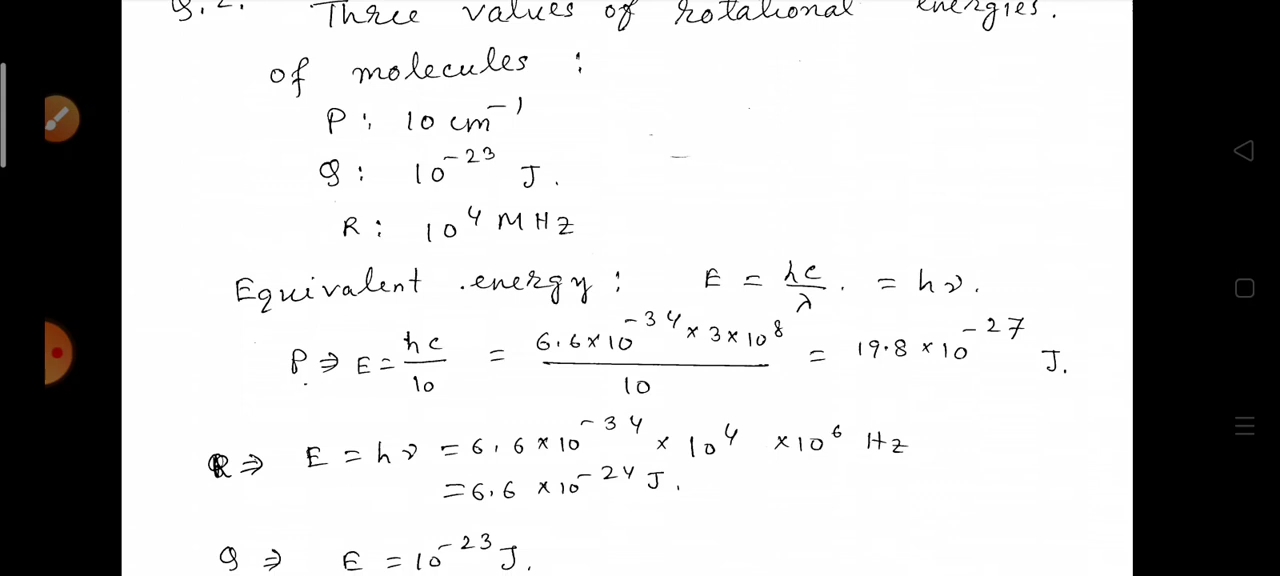 Q.2. Three values of rotational energies.
of molecules :
P: 10 cm⁻¹
Q: 10⁻²³ J.
R: 10⁴ MHz
Equivalent energy: E = hc/λ. = hν.
P ⇒ E = hc/10 = 6.6×10⁻³⁴ × 3×10⁸/10 = 19.8 × 10⁻²⁷ J.
R ⇒ E = hν = 6.6 × 10⁻³⁴ × 10⁴ × 10⁶ Hz
= 6.6 × 10⁻²⁴ J.
Q ⇒ E = 10⁻²³ J.